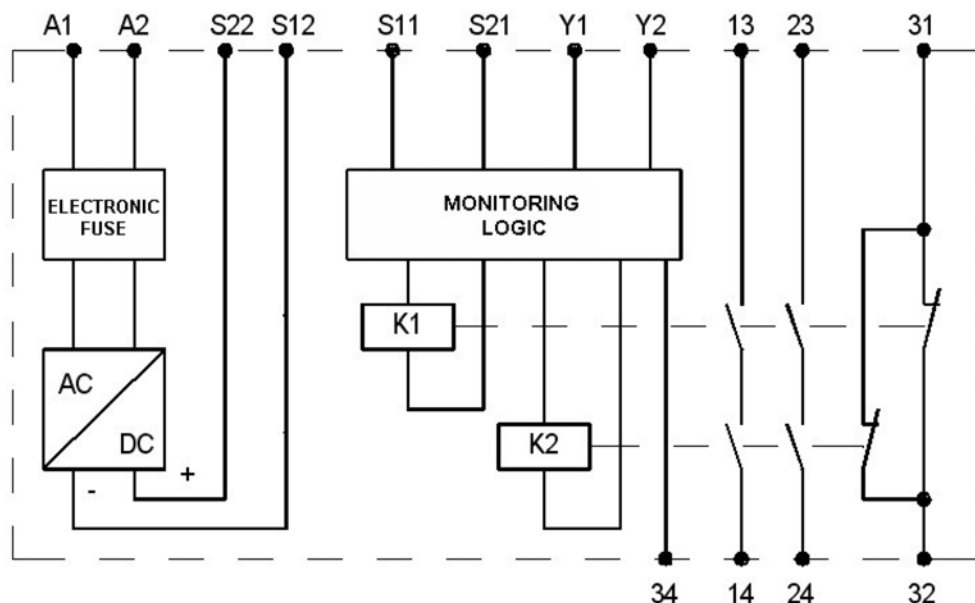 A1 A2 S22 S12 S11 S21 Y1 Y2 13 23 31
ELECTRONIC
FUSE
MONITORING
LOGIC
K1
AC
DC
K2
- +
34 14 24 32